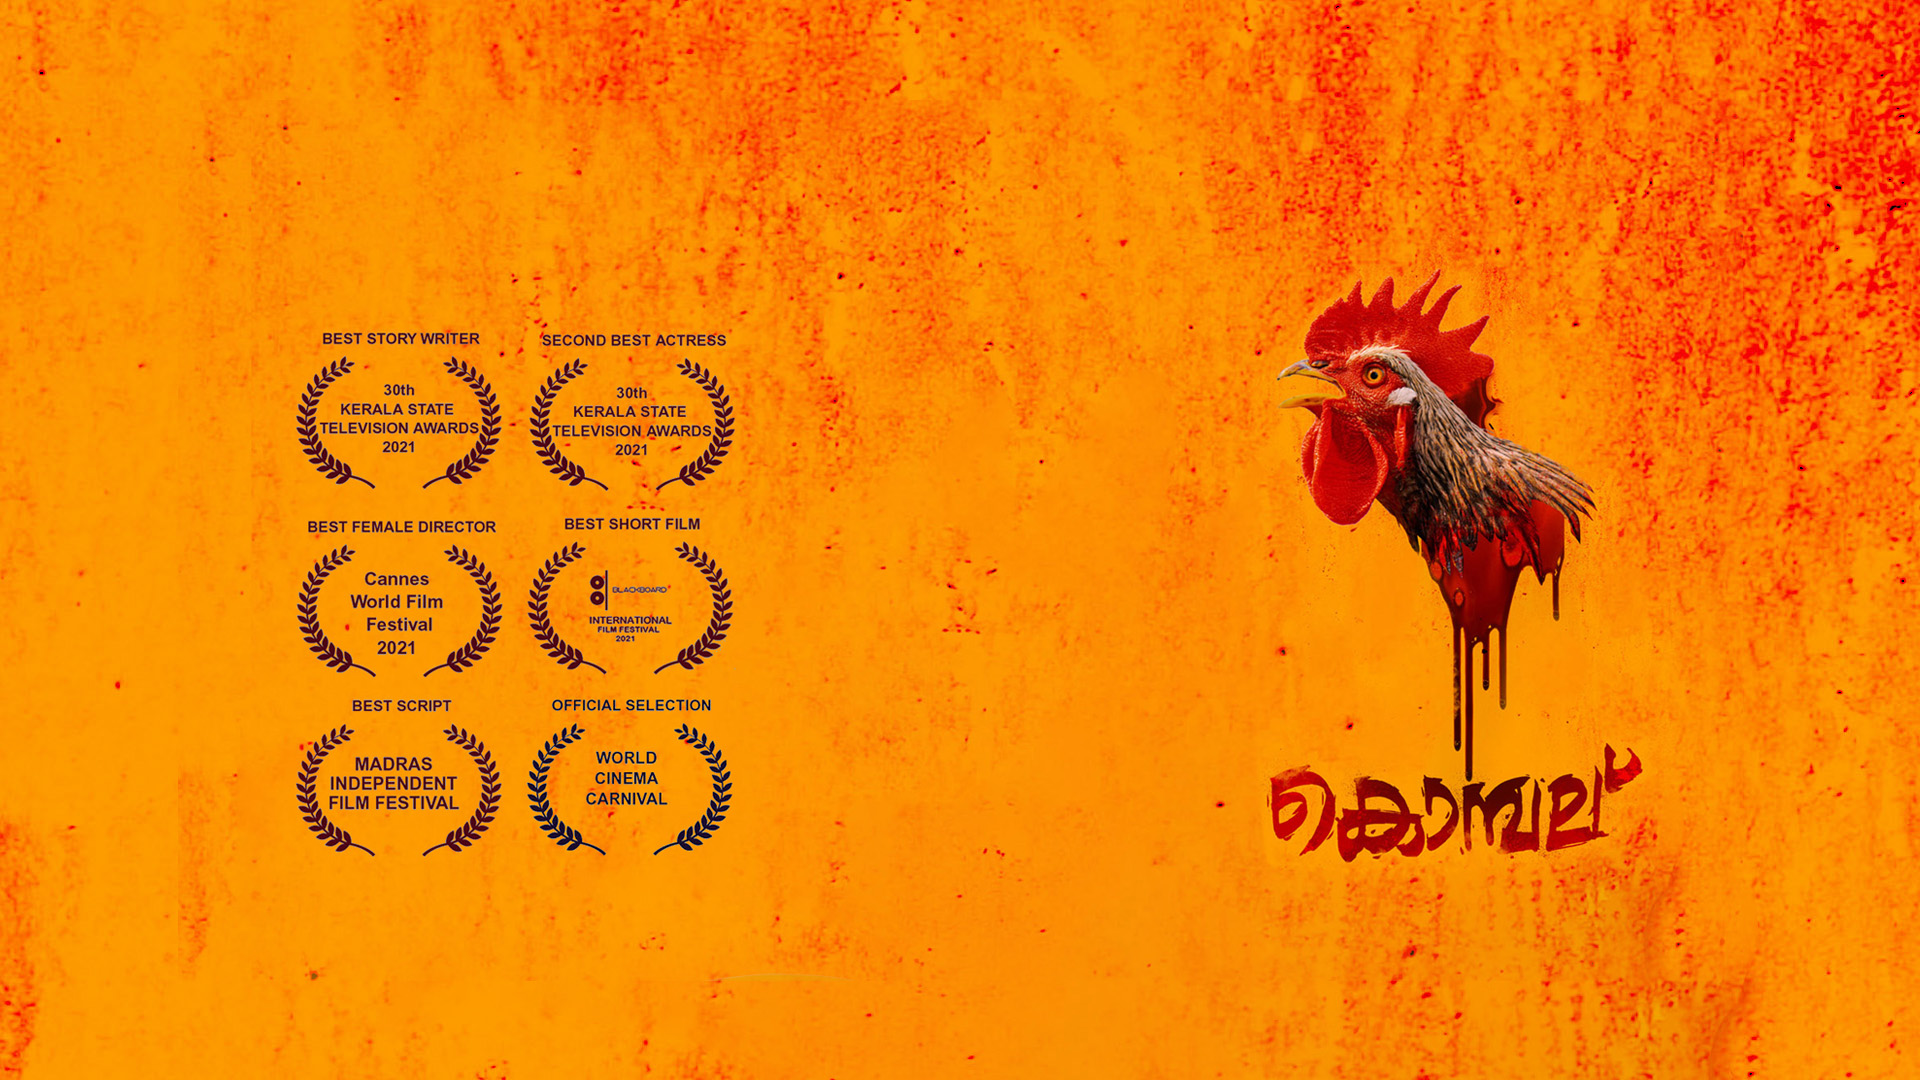 BEST STORY WRITER
30th
KERALA STATE
TELEVISION AWARDS
2021
SECOND BEST ACTRESS
30th
KERALA STATE
TELEVISION AWARDS
2021
BEST FEMALE DIRECTOR
Cannes
World Film
Festival
2021
BEST SHORT FILM
BLACKBOARD
INTERNATIONAL
FILM FESTIVAL
2021
BEST SCRIPT
MADRAS
INDEPENDENT
FILM FESTIVAL
OFFICIAL SELECTION
WORLD
CINEMA
CARNIVAL
കൊമ്പല്